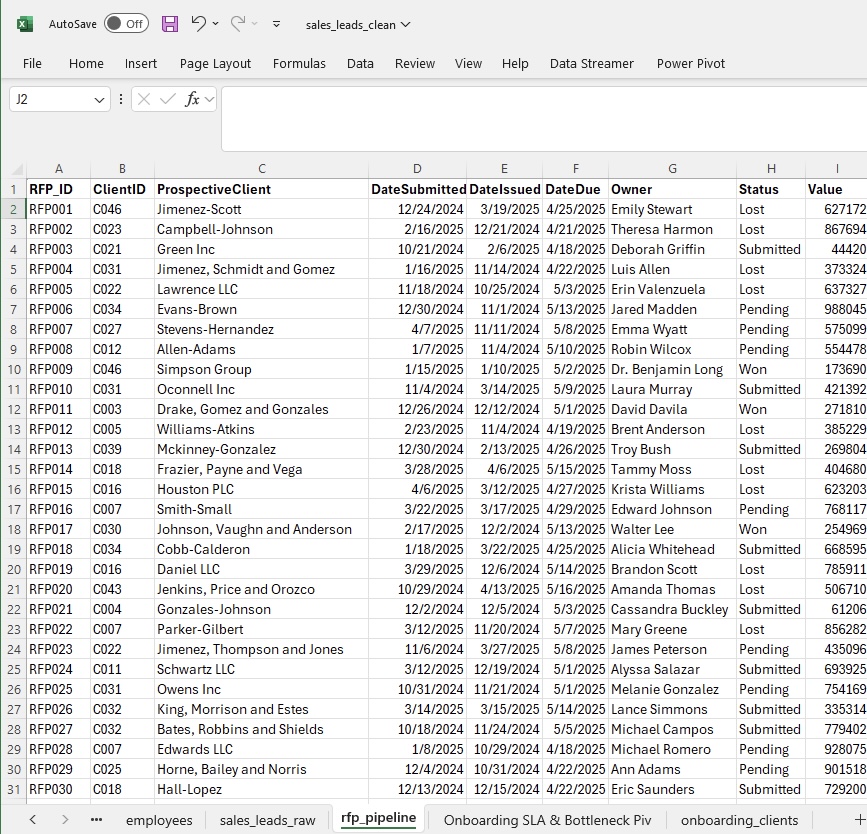 AutoSave Off sales_leads_clean
File Home Insert Page Layout Formulas Data Review View Help Data Streamer Power Pivot
J2 fx
A B C D E F G H I
1 RFP_ID ClientID ProspectiveClient DateSubmitted DateIssued DateDue Owner Status Value
2 RFP001 C046 Jimenez-Scott 12/24/2024 3/19/2025 4/25/2025 Emily Stewart Lost 627172
3 RFP002 C023 Campbell-Johnson 2/16/2025 12/21/2024 4/21/2025 Theresa Harmon Lost 867694
4 RFP003 C021 Green Inc 10/21/2024 2/6/2025 4/18/2025 Deborah Griffin Submitted 44420
5 RFP004 C031 Jimenez, Schmidt and Gomez 1/16/2025 11/14/2024 4/22/2025 Luis Allen Lost 373324
6 RFP005 C022 Lawrence LLC 11/18/2024 10/25/2024 5/3/2025 Erin Valenzuela Lost 637327
7 RFP006 C034 Evans-Brown 12/30/2024 11/1/2024 5/13/2025 Jared Madden Pending 988045
8 RFP007 C027 Stevens-Hernandez 4/7/2025 11/11/2024 5/8/2025 Emma Wyatt Pending 575099
9 RFP008 C012 Allen-Adams 1/7/2025 11/4/2024 5/10/2025 Robin Wilcox Pending 554478
10 RFP009 C046 Simpson Group 1/15/2025 1/10/2025 5/2/2025 Dr. Benjamin Long Won 173690
11 RFP010 C031 Oconnell Inc 11/4/2024 3/14/2025 5/9/2025 Laura Murray Submitted 421392
12 RFP011 C003 Drake, Gomez and Gonzales 12/26/2024 12/12/2024 5/1/2025 David Davila Won 271810
13 RFP012 C005 Williams-Atkins 2/23/2025 11/4/2024 4/19/2025 Brent Anderson Lost 385229
14 RFP013 C039 Mckinney-Gonzalez 12/30/2024 2/13/2025 4/26/2025 Troy Bush Submitted 269804
15 RFP014 C018 Frazier, Payne and Vega 3/28/2025 4/6/2025 5/15/2025 Tammy Moss Lost 404680
16 RFP015 C016 Houston PLC 4/6/2025 3/12/2025 4/27/2025 Krista Williams Lost 623203
17 RFP016 C007 Smith-Small 3/22/2025 3/17/2025 4/29/2025 Edward Johnson Pending 768117
18 RFP017 C030 Johnson, Vaughn and Anderson 2/17/2025 12/2/2024 5/13/2025 Walter Lee Won 254969
19 RFP018 C034 Cobb-Calderon 1/18/2025 3/22/2025 4/25/2025 Alicia Whitehead Submitted 668595
20 RFP019 C016 Daniel LLC 3/29/2025 12/6/2024 5/14/2025 Brandon Scott Lost 785911
21 RFP020 C043 Jenkins, Price and Orozco 10/29/2024 4/13/2025 5/16/2025 Amanda Thomas Lost 506710
22 RFP021 C004 Gonzales-Johnson 12/2/2024 12/5/2024 5/3/2025 Cassandra Buckley Submitted 61206
23 RFP022 C007 Parker-Gilbert 3/12/2025 11/20/2024 5/7/2025 Mary Greene Lost 856282
24 RFP023 C022 Jimenez, Thompson and Jones 11/6/2024 3/27/2025 5/8/2025 James Peterson Pending 435096
25 RFP024 C011 Schwartz LLC 3/12/2025 12/19/2024 5/1/2025 Alyssa Salazar Submitted 693925
26 RFP025 C031 Owens Inc 10/31/2024 11/21/2024 5/1/2025 Melanie Gonzalez Pending 754169
27 RFP026 C032 King, Morrison and Estes 3/14/2025 3/15/2025 5/14/2025 Lance Simmons Submitted 335314
28 RFP027 C032 Bates, Robbins and Shields 10/18/2024 11/24/2024 5/5/2025 Michael Campos Submitted 779402
29 RFP028 C007 Edwards LLC 1/8/2025 10/29/2024 4/18/2025 Michael Romero Pending 928075
30 RFP029 C025 Horne, Bailey and Norris 12/4/2024 10/31/2024 4/22/2025 Ann Adams Pending 901518
31 RFP030 C018 Hall-Lopez 12/13/2024 12/15/2024 4/22/2025 Eric Saunders Submitted 729200
... employees sales_leads_raw rfp_pipeline Onboarding SLA & Bottleneck Piv onboarding_clients